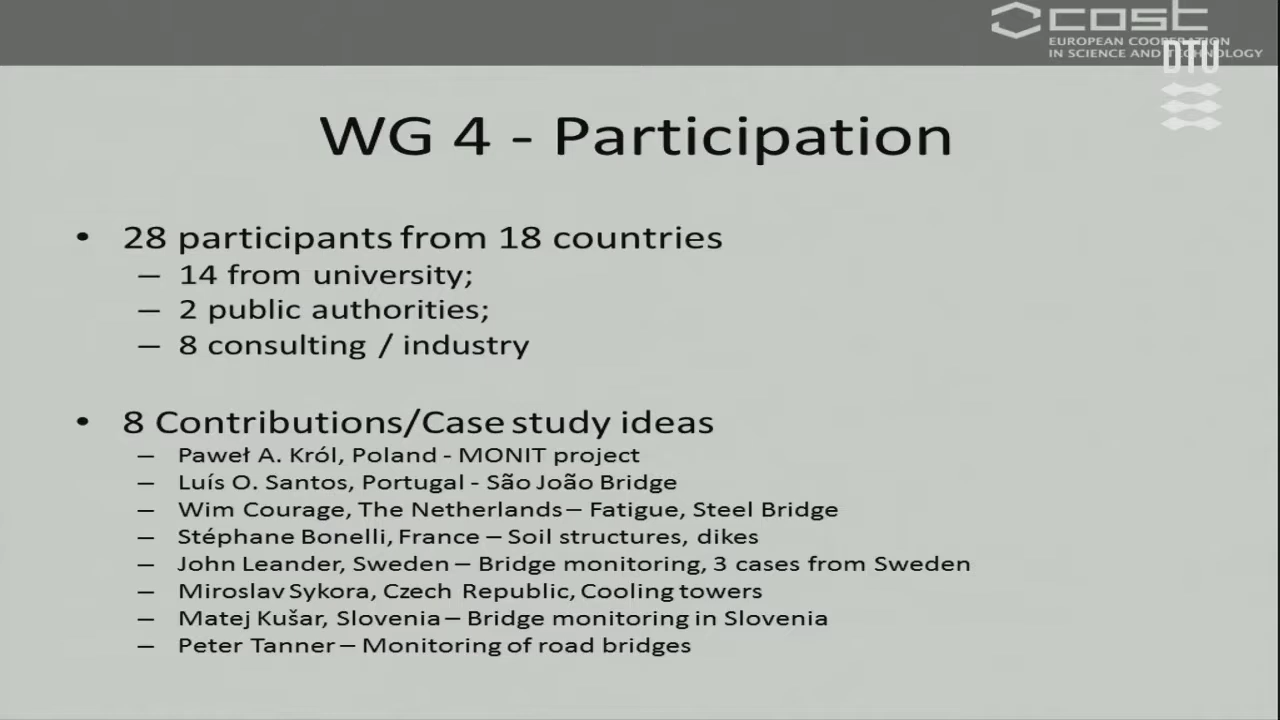 cost
EUROPEAN COOPERATION
IN SCIENCE AND TECHNOLOGY
DTU
WG 4 - Participation
• 28 participants from 18 countries
– 14 from university;
– 2 public authorities;
– 8 consulting / industry
• 8 Contributions/Case study ideas
– Paweł A. Król, Poland - MONIT project
– Luís O. Santos, Portugal - São João Bridge
– Wim Courage, The Netherlands – Fatigue, Steel Bridge
– Stéphane Bonelli, France – Soil structures, dikes
– John Leander, Sweden – Bridge monitoring, 3 cases from Sweden
– Miroslav Sykora, Czech Republic, Cooling towers
– Matej Kušar, Slovenia – Bridge monitoring in Slovenia
– Peter Tanner – Monitoring of road bridges